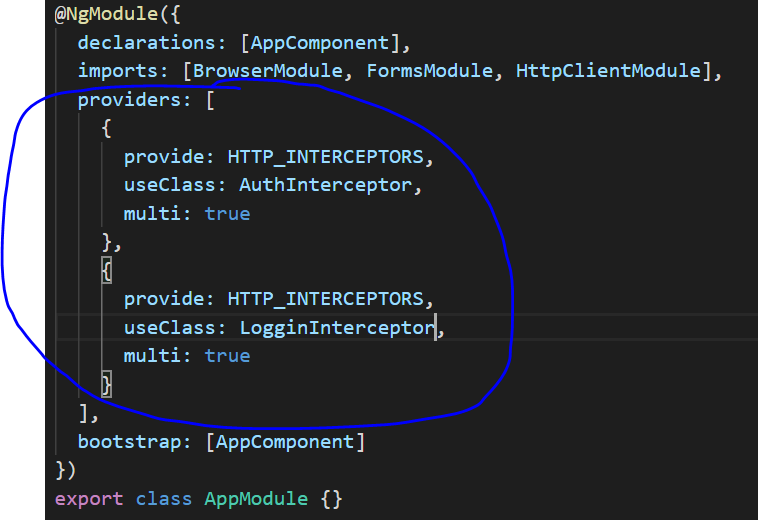 @NgModule({
declarations: [AppComponent],
imports: [BrowserModule, FormsModule, HttpClientModule],
providers: [
{
provide: HTTP_INTERCEPTORS,
useClass: AuthInterceptor,
multi: true
},
{
provide: HTTP_INTERCEPTORS,
useClass: LogginInterceptor,
multi: true
}
],
bootstrap: [AppComponent]
})
export class AppModule {}